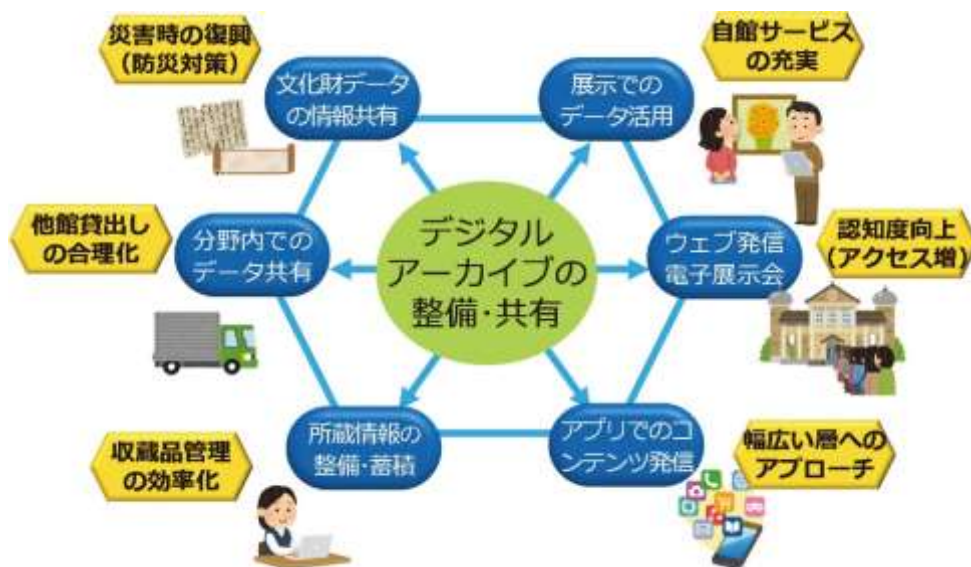 災害時の復興
(防災対策)
文化財データ
の情報共有
展示での
データ活用
自館サービス
の充実
他館貸出し
の合理化
分野内での
データ共有
デジタル
アーカイブの
整備・共有
ウェブ発信
電子展示会
認知度向上
(アクセス増)
収蔵品管理
の効率化
所蔵情報の
整備・蓄積
アプリでのコ
ンテンツ発信
幅広い層への
アプローチ